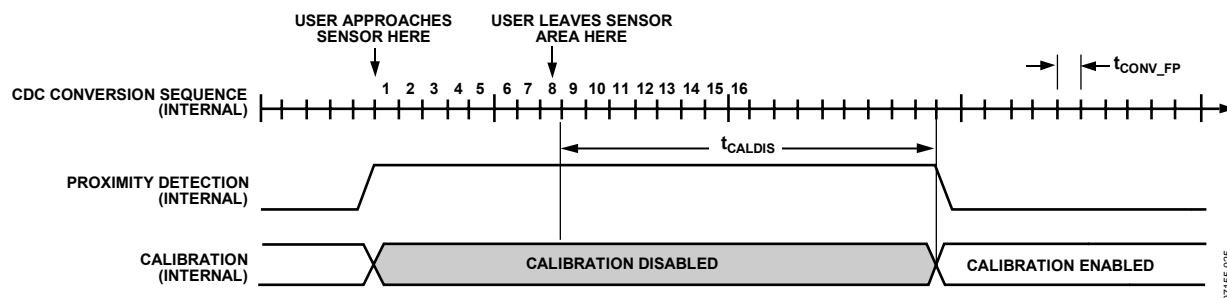 USER APPROACHES
SENSOR HERE
USER LEAVES SENSOR
AREA HERE
tCONV_FP
CDC CONVERSION SEQUENCE
(INTERNAL)
1 2 3 4 5 6 7 8 9 10 11 12 13 14 15 16
tCALDIS
PROXIMITY DETECTION
(INTERNAL)
CALIBRATION
(INTERNAL)
CALIBRATION DISABLED
CALIBRATION ENABLED